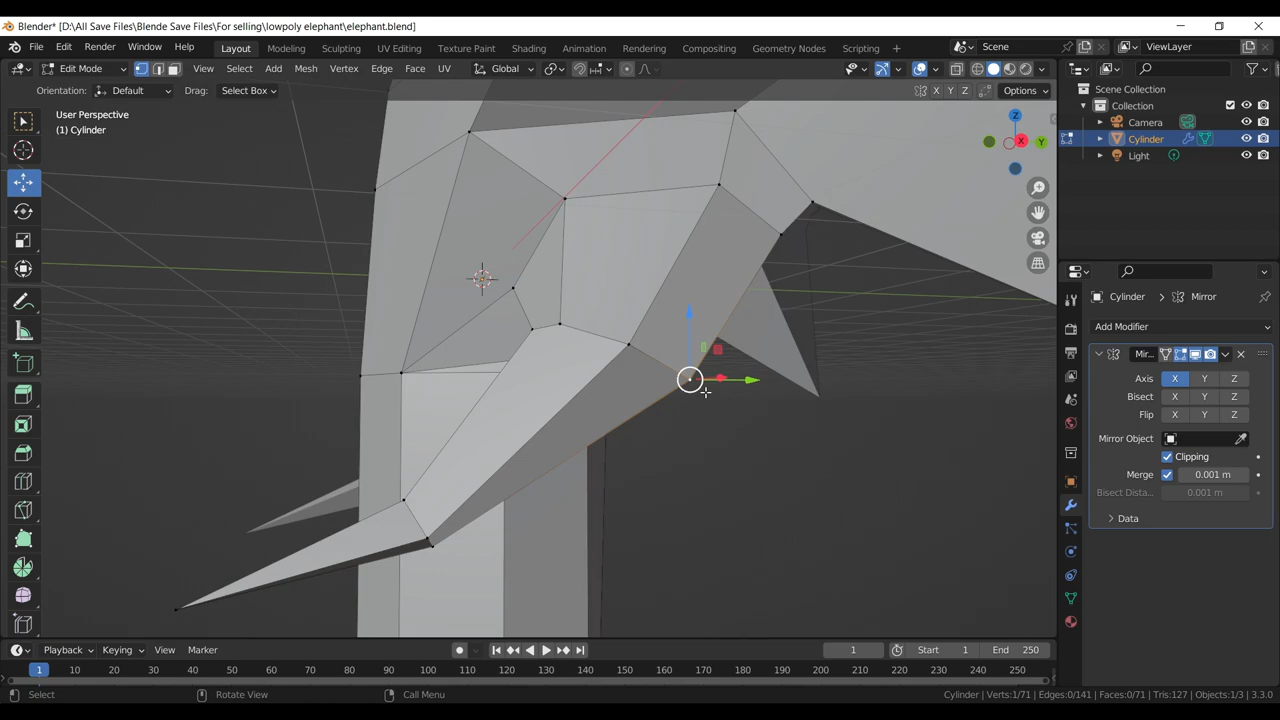 Blender* [D:\All Save Files\Blende Save Files\For selling\lowpoly elephant\elephant.blend]
File Edit Render Window Help Layout Modeling Sculpting UV Editing Texture Paint Shading Animation Rendering Compositing Geometry Nodes Scripting + Scene ViewLayer
Edit Mode View Select Add Mesh Vertex Edge Face UV Global
Orientation: Default Drag: Select Box X Y Z Options
User Perspective
(1) Cylinder
Z
X
Y
Scene Collection
Collection
Camera
Cylinder
Light
Cylinder Mirror
Add Modifier
Mir...
Axis X Y Z
Bisect X Y Z
Flip X Y Z
Mirror Object
Clipping
Merge 0.001 m
Bisect Dista... 0.001 m
Data
Playback Keying View Marker 1 Start 1 End 250
1 10 20 30 40 50 60 70 80 90 100 110 120 130 140 150 160 170 180 190 200 210 220 230 240 250
Select Rotate View Call Menu Cylinder | Verts:1/71 | Edges:0/141 | Faces:0/71 | Tris:127 | Objects:1/3 | 3.3.0